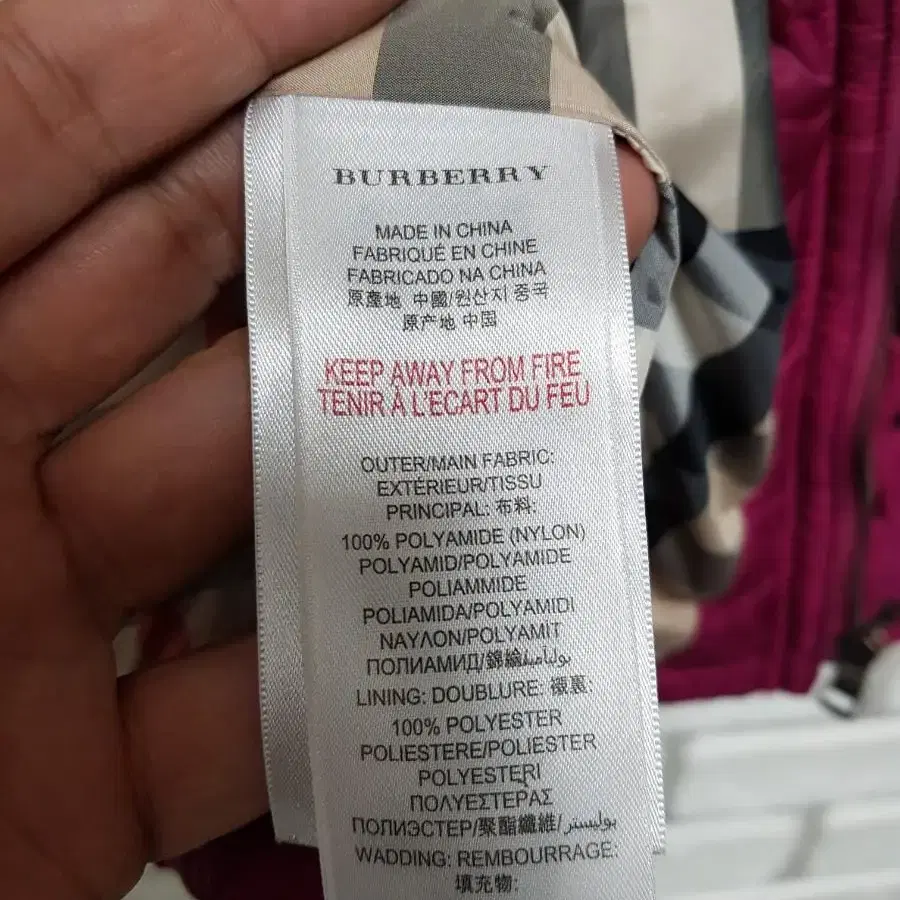 BURBERRY
MADE IN CHINA
FABRIQUÉ EN CHINE
FABRICADO NA CHINA
原產地 中國/원산지 중국
原产地 中国
KEEP AWAY FROM FIRE
TENIR À L'ECART DU FEU
OUTER/MAIN FABRIC:
EXTÉRIEUR/TISSU
PRINCIPAL: 布料:
100% POLYAMIDE (NYLON)
POLYAMID/POLYAMIDE
POLIAMMIDE
POLIAMIDA/POLYAMIDI
ΝΑΥΛΟΝ/POLYAMIT
ПОЛИАМИД/錦綸/بولياميد
LINING: DOUBLURE: 襯裏:
100% POLYESTER
POLIESTERE/POLIESTER
POLYESTERI
ΠΟΛΥΕΣΤΕΡΑΣ
ПОЛИЭСТЕР/聚酯纖維/بوليستر
WADDING: REMBOURRAGE:
填充物: